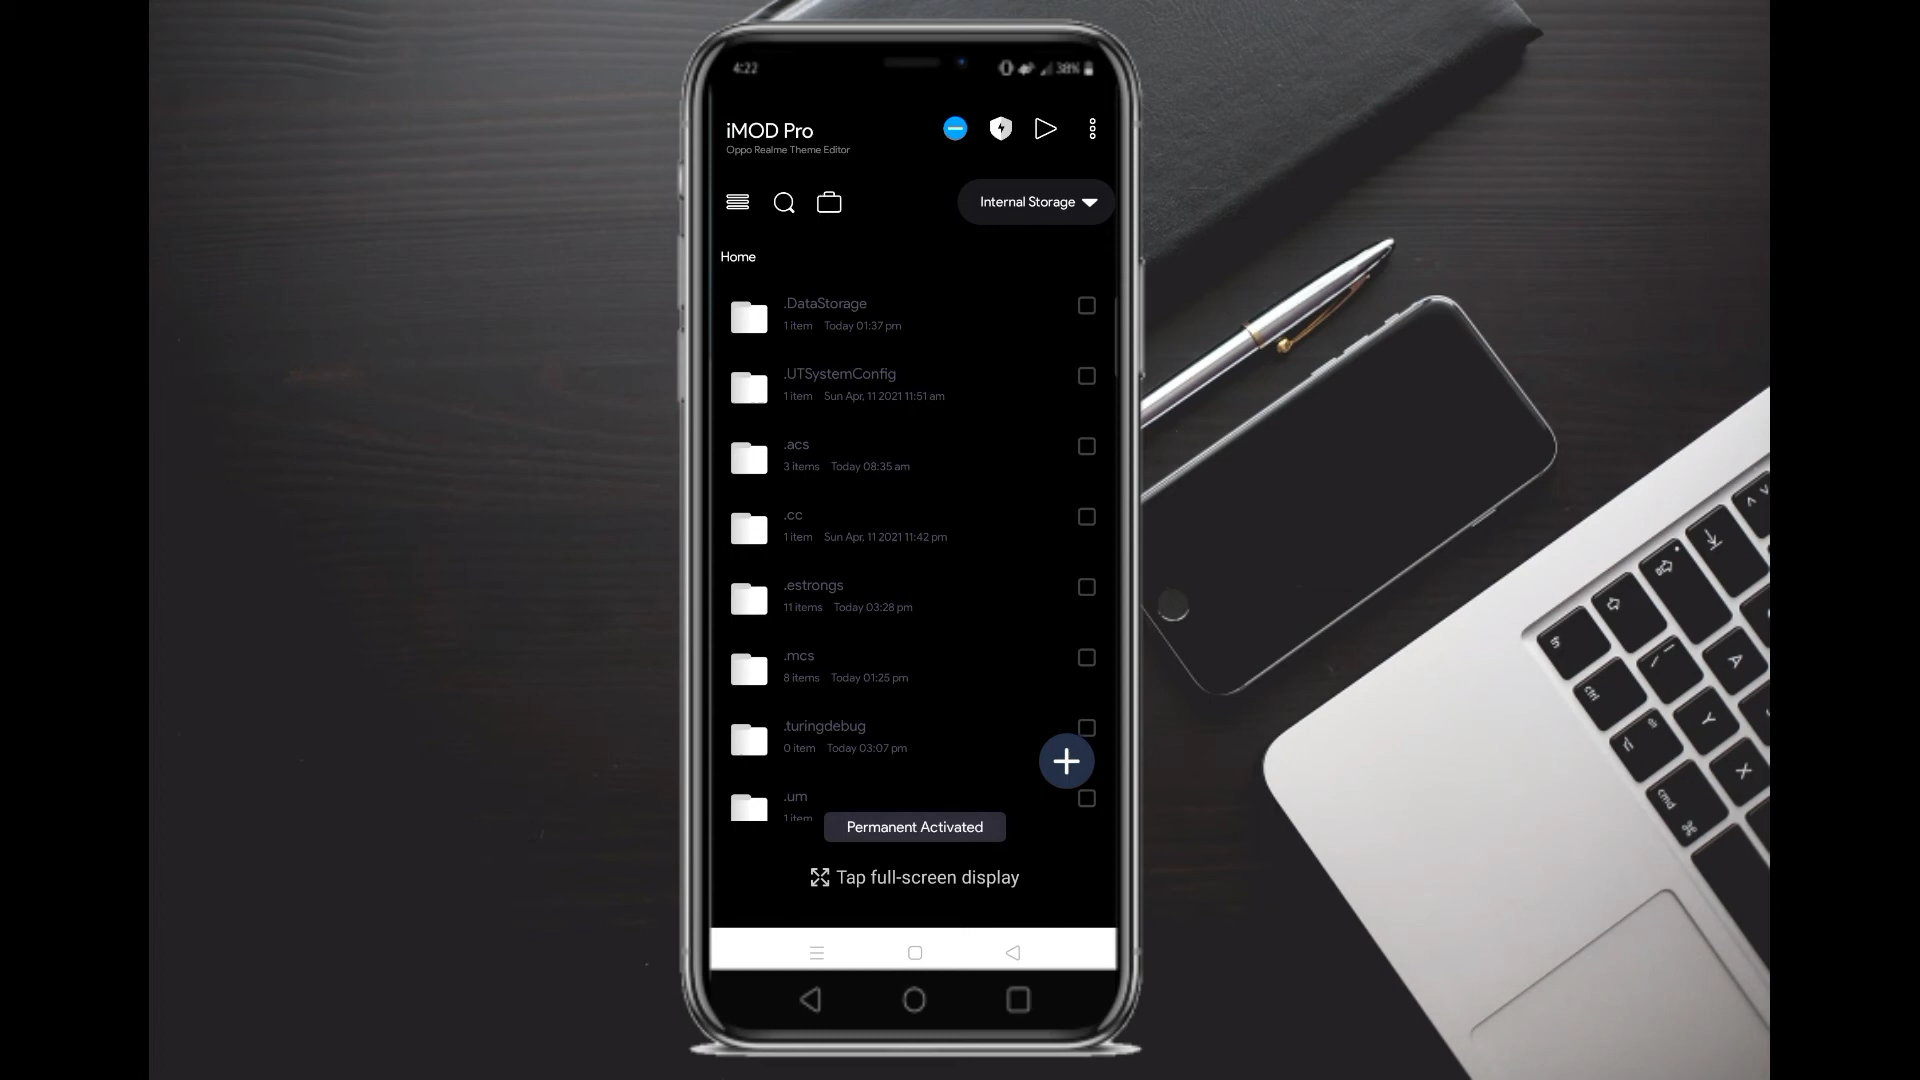 4:22
38%
iMOD Pro
Oppo Realme Theme Editor
Internal Storage
Home
.DataStorage
1 item Today 01:37 pm
.UTSystemConfig
1 item Sun Apr, 11 2021 11:51 am
.acs
3 items Today 08:35 am
.cc
1 item Sun Apr, 11 2021 11:42 pm
.estrongs
11 items Today 03:28 pm
.mcs
8 items Today 01:25 pm
.turingdebug
0 item Today 03:07 pm
.um
1 item
Permanent Activated
Tap full-screen display
A
Y
X
ctrl
cmd